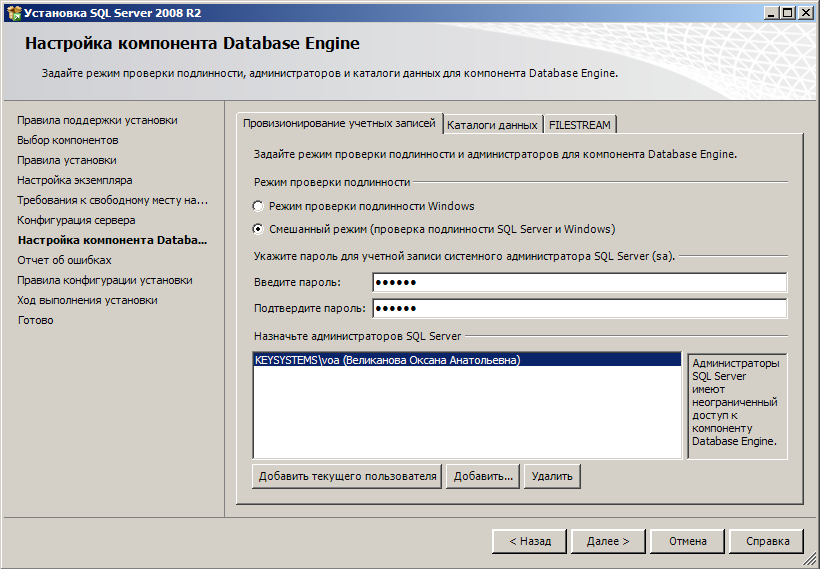 Установка SQL Server 2008 R2
Настройка компонента Database Engine
Задайте режим проверки подлинности, администраторов и каталоги данных для компонента Database Engine.
Правила поддержки установки
Выбор компонентов
Правила установки
Настройка экземпляра
Требования к свободному месту на...
Конфигурация сервера
Настройка компонента Databa...
Отчет об ошибках
Правила конфигурации установки
Ход выполнения установки
Готово
Провизионирование учетных записей
Каталоги данных
FILESTREAM
Задайте режим проверки подлинности и администраторов для компонента Database Engine.
Режим проверки подлинности
Режим проверки подлинности Windows
Смешанный режим (проверка подлинности SQL Server и Windows)
Укажите пароль для учетной записи системного администратора SQL Server (sa).
Введите пароль: ●●●●●●
Подтвердите пароль: ●●●●●●
Назначьте администраторов SQL Server
KEYSYSTEMS\voa (Великанова Оксана Анатольевна)
Администраторы
SQL Server
имеют
неограниченный
доступ к
компоненту
Database Engine.
Добавить текущего пользователя
Добавить...
Удалить
< Назад
Далее >
Отмена
Справка